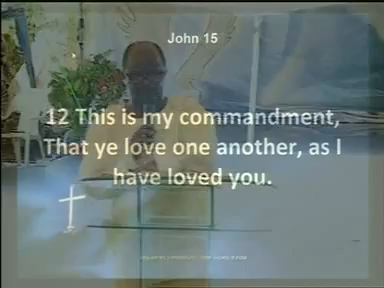 John 15
12 This is my commandment,
That ye love one another, as I
have loved you.